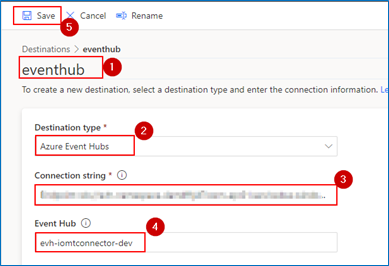 Save Cancel Rename
5
Destinations > eventhub
eventhub 1
To create a new destination, select a destination type and enter the connection information. Le
Destination type * 2
Azure Event Hubs
Connection string * 3
Event Hub 4
evh-iomtconnector-dev